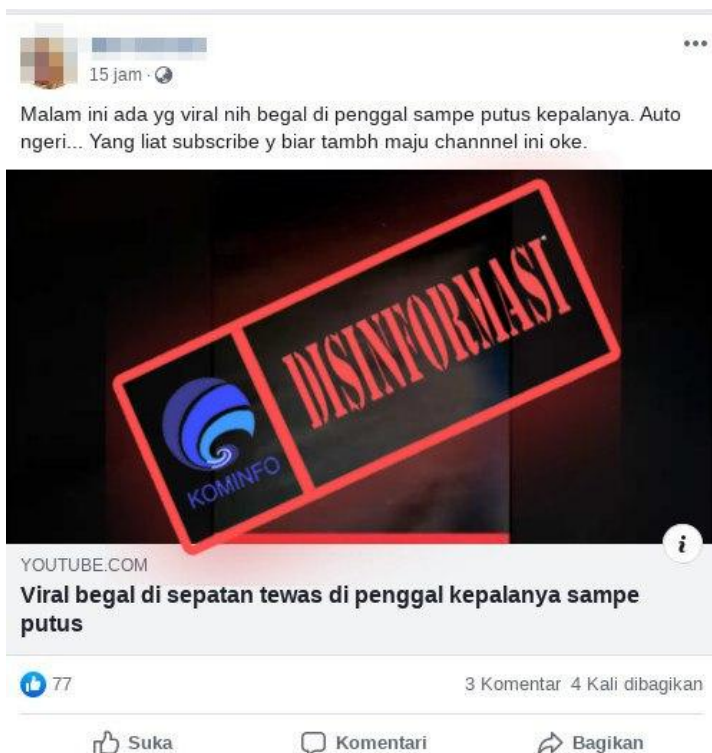 15 jam
Malam ini ada yg viral nih begal di penggal sampe putus kepalanya. Auto
ngeri... Yang liat subscribe y biar tambh maju channnel ini oke.
DISINFORMASI
KOMINFO
i
YOUTUBE.COM
Viral begal di sepatan tewas di penggal kepalanya sampe
putus
77
3 Komentar 4 Kali dibagikan
Suka Komentari Bagikan